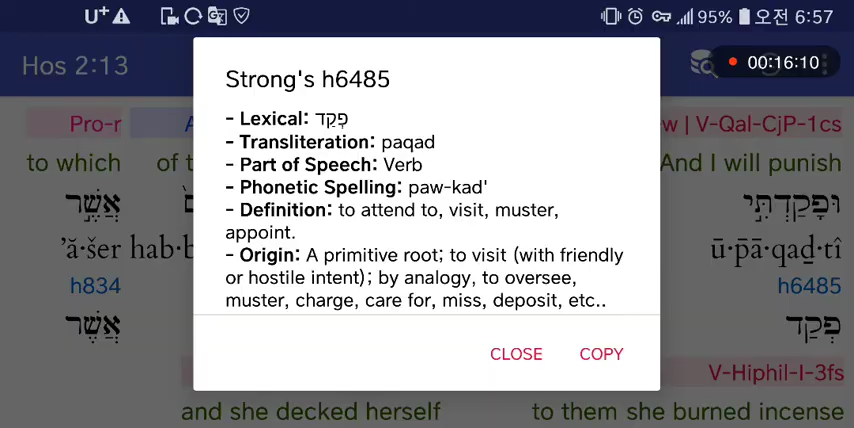 U+ 95% 오전 6:57
Hos 2:13
00:16:10
Strong's h6485
- Lexical: פְּקַד
- Transliteration: paqad
- Part of Speech: Verb
- Phonetic Spelling: paw-kad'
- Definition: to attend to, visit, muster,
appoint.
- Origin: A primitive root; to visit (with friendly
or hostile intent); by analogy, to oversee,
muster, charge, care for, miss, deposit, etc..
CLOSE COPY
Pro-r
w | V-Qal-CjP-1cs
to which of t
And I will punish
אֲשֶׁר
וּפָקַדְתִּ֣י
’ă·šer hab·b
ū·pā·qaḏ·tî
h834
h6485
אֲשֶׁר
פְּקַד
V-Hiphil-I-3fs
and she decked herself
to them she burned incense